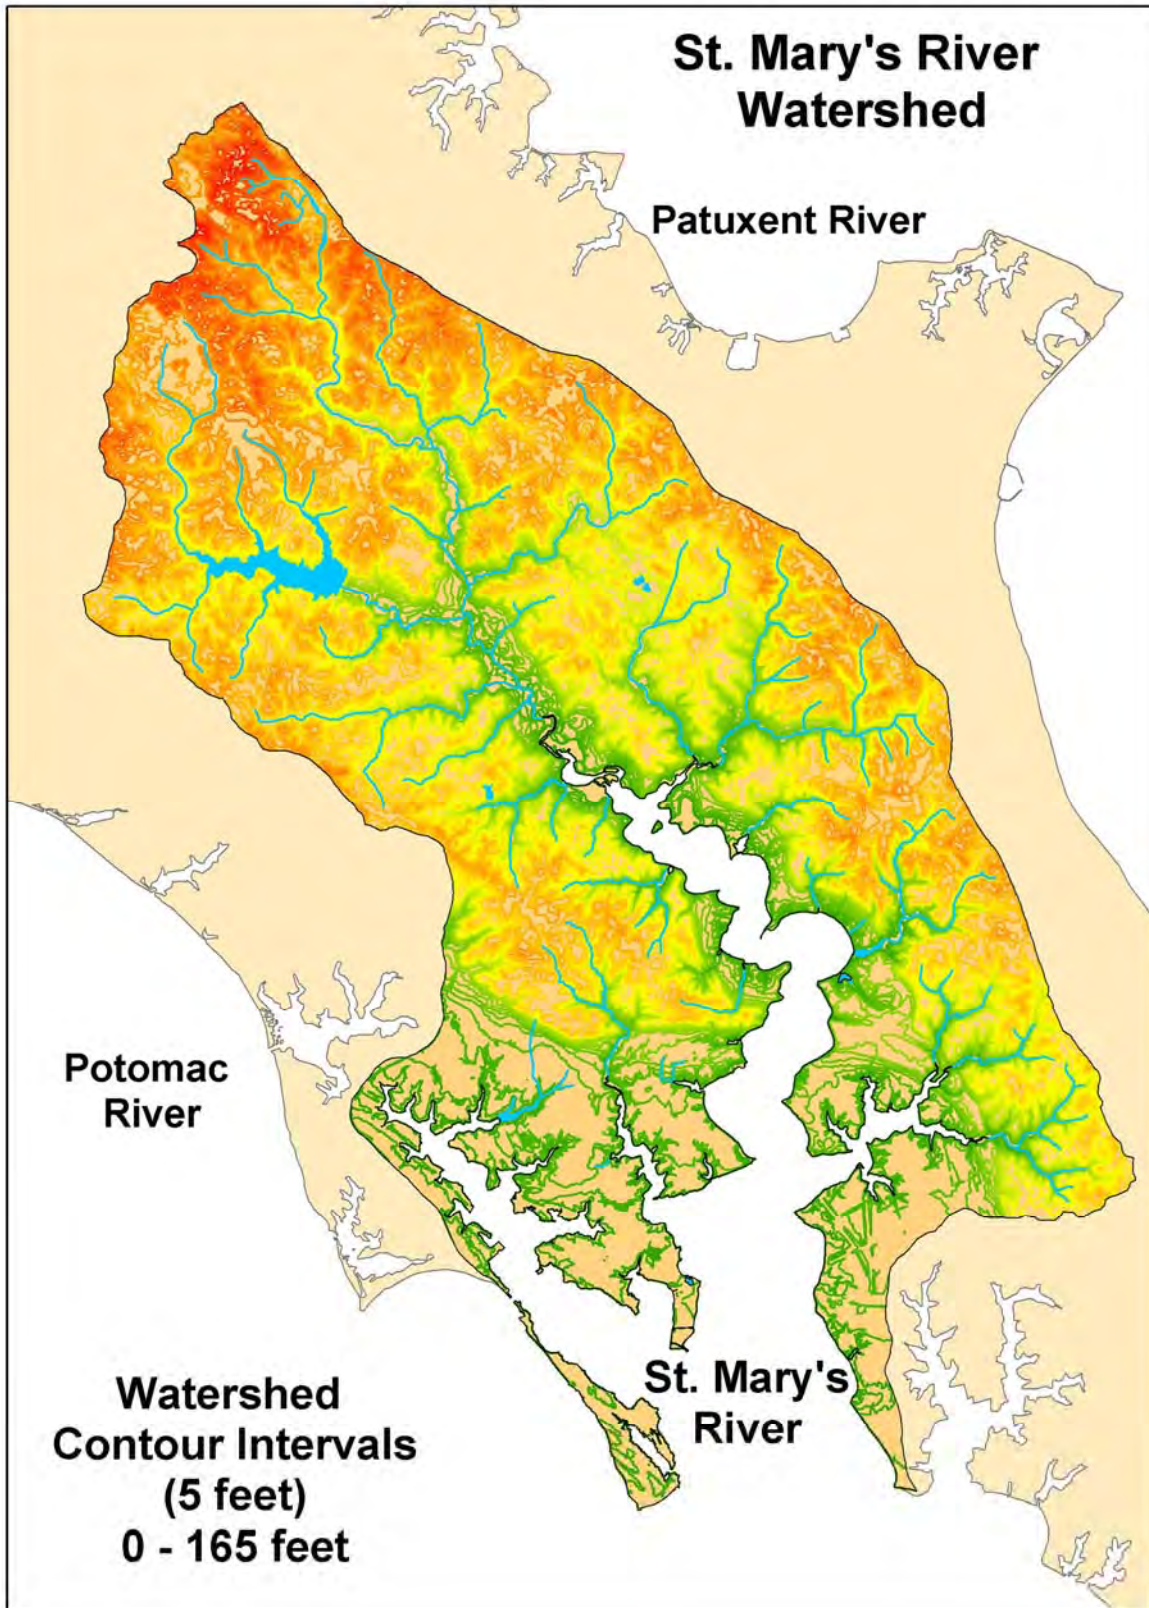 St. Mary's River
Watershed
Patuxent River
Potomac
River
St. Mary's
River
Watershed
Contour Intervals
(5 feet)
0 - 165 feet